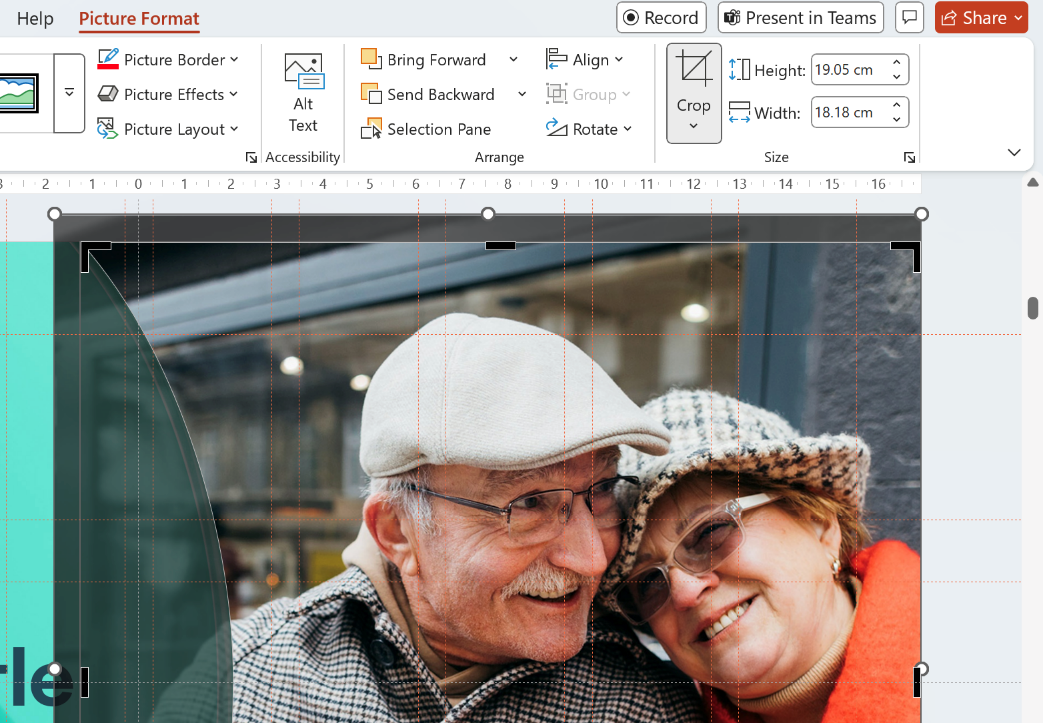 Help Picture Format Record Present in Teams Share
Picture Border
Picture Effects
Picture Layout
Alt
Text
Accessibility
Bring Forward
Send Backward
Selection Pane
Align
Group
Rotate
Arrange
Crop
Height: 19.05 cm
Width: 18.18 cm
Size
3 2 1 0 1 2 3 4 5 6 7 8 9 10 11 12 13 14 15 16
tle